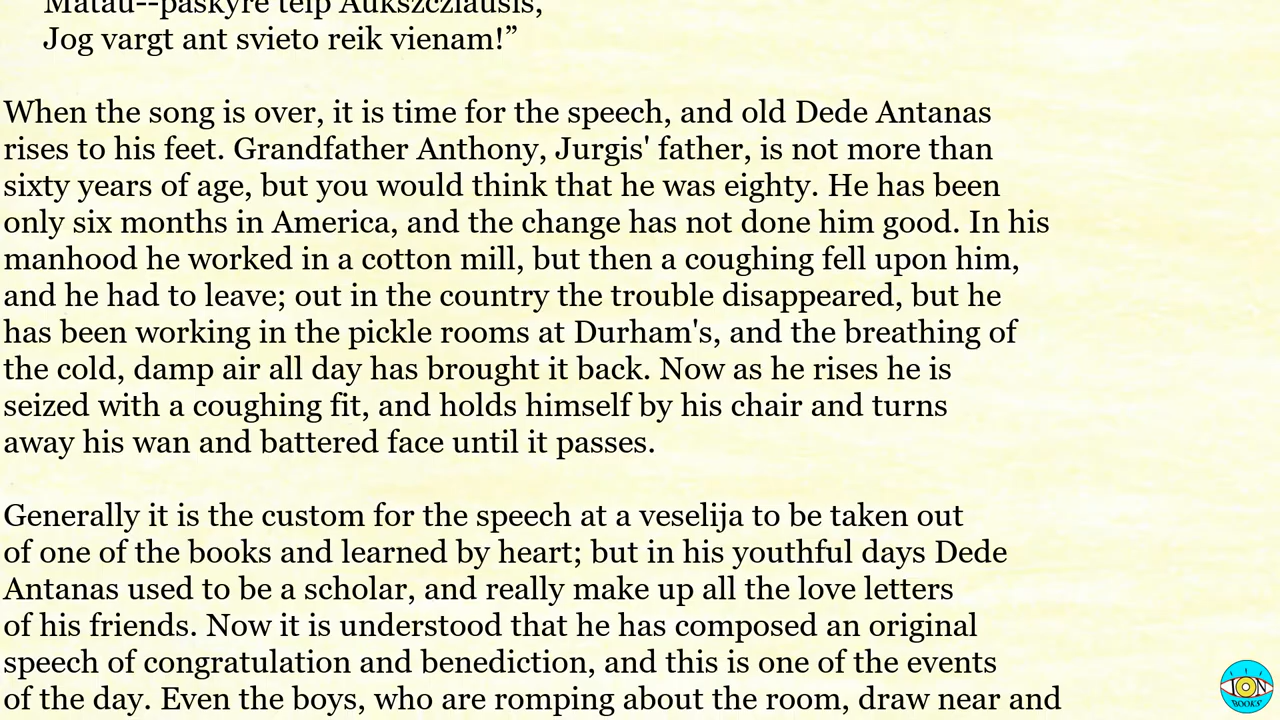 Matau--paskyre teip Aukszcziausis,
Jog vargt ant svieto reik vienam!”
When the song is over, it is time for the speech, and old Dede Antanas
rises to his feet. Grandfather Anthony, Jurgis' father, is not more than
sixty years of age, but you would think that he was eighty. He has been
only six months in America, and the change has not done him good. In his
manhood he worked in a cotton mill, but then a coughing fell upon him,
and he had to leave; out in the country the trouble disappeared, but he
has been working in the pickle rooms at Durham's, and the breathing of
the cold, damp air all day has brought it back. Now as he rises he is
seized with a coughing fit, and holds himself by his chair and turns
away his wan and battered face until it passes.
Generally it is the custom for the speech at a veselija to be taken out
of one of the books and learned by heart; but in his youthful days Dede
Antanas used to be a scholar, and really make up all the love letters
of his friends. Now it is understood that he has composed an original
speech of congratulation and benediction, and this is one of the events
of the day. Even the boys, who are romping about the room, draw near and
ION
BOOKS